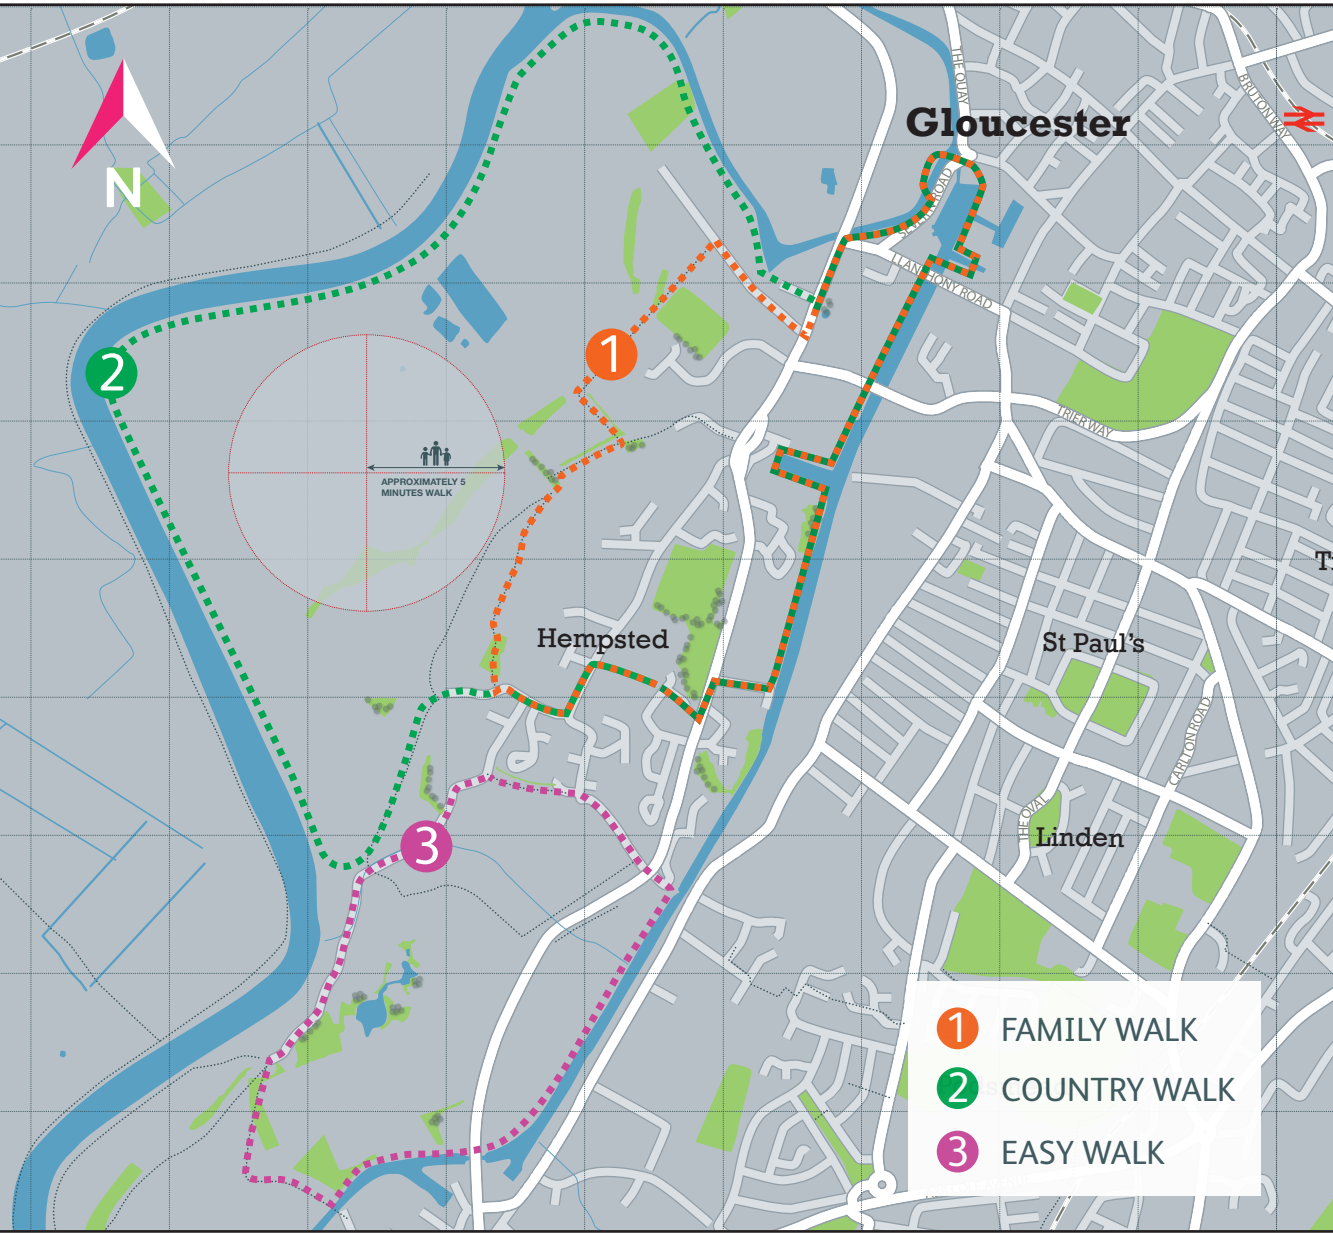 THE QUAY
BRUTON WAY
Gloucester
N
LLANTHONY ROAD
1
2
TRIER WAY
APPROXIMATELY 5
MINUTES WALK
Hempsted
St Paul's
CARLTON ROAD
THE OVAL
Linden
3
1 FAMILY WALK
2 COUNTRY WALK
3 EASY WALK